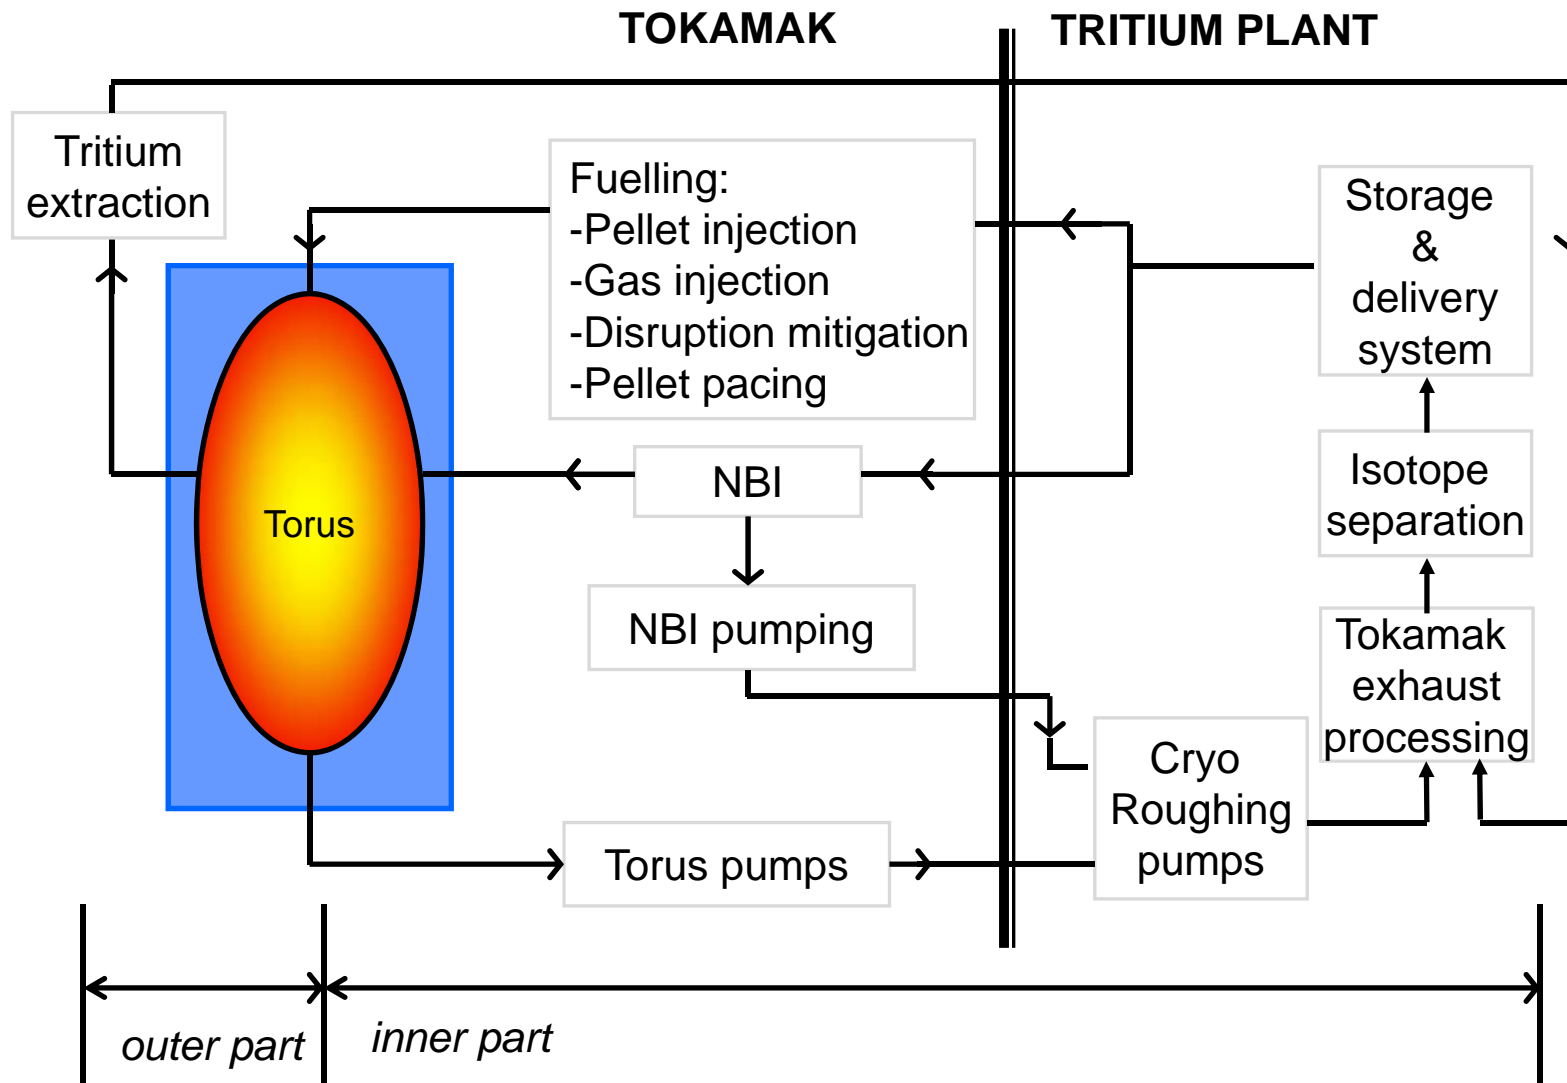 TOKAMAK
TRITIUM PLANT
Tritium
extraction
Fuelling:
-Pellet injection
-Gas injection
-Disruption mitigation
-Pellet pacing
Storage
&
delivery
system
NBI
Isotope
separation
Torus
NBI pumping
Tokamak
exhaust
processing
Cryo
Roughing
pumps
Torus pumps
outer part
inner part